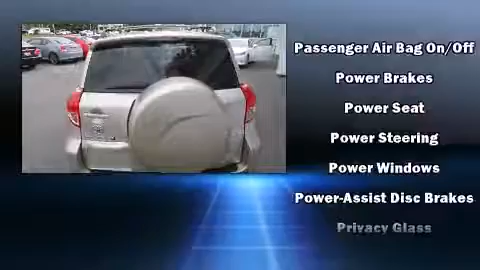 Passenger Air Bag On/Off
Power Brakes
Power Seat
Power Steering
Power Windows
Power-Assist Disc Brakes
Privacy Glass